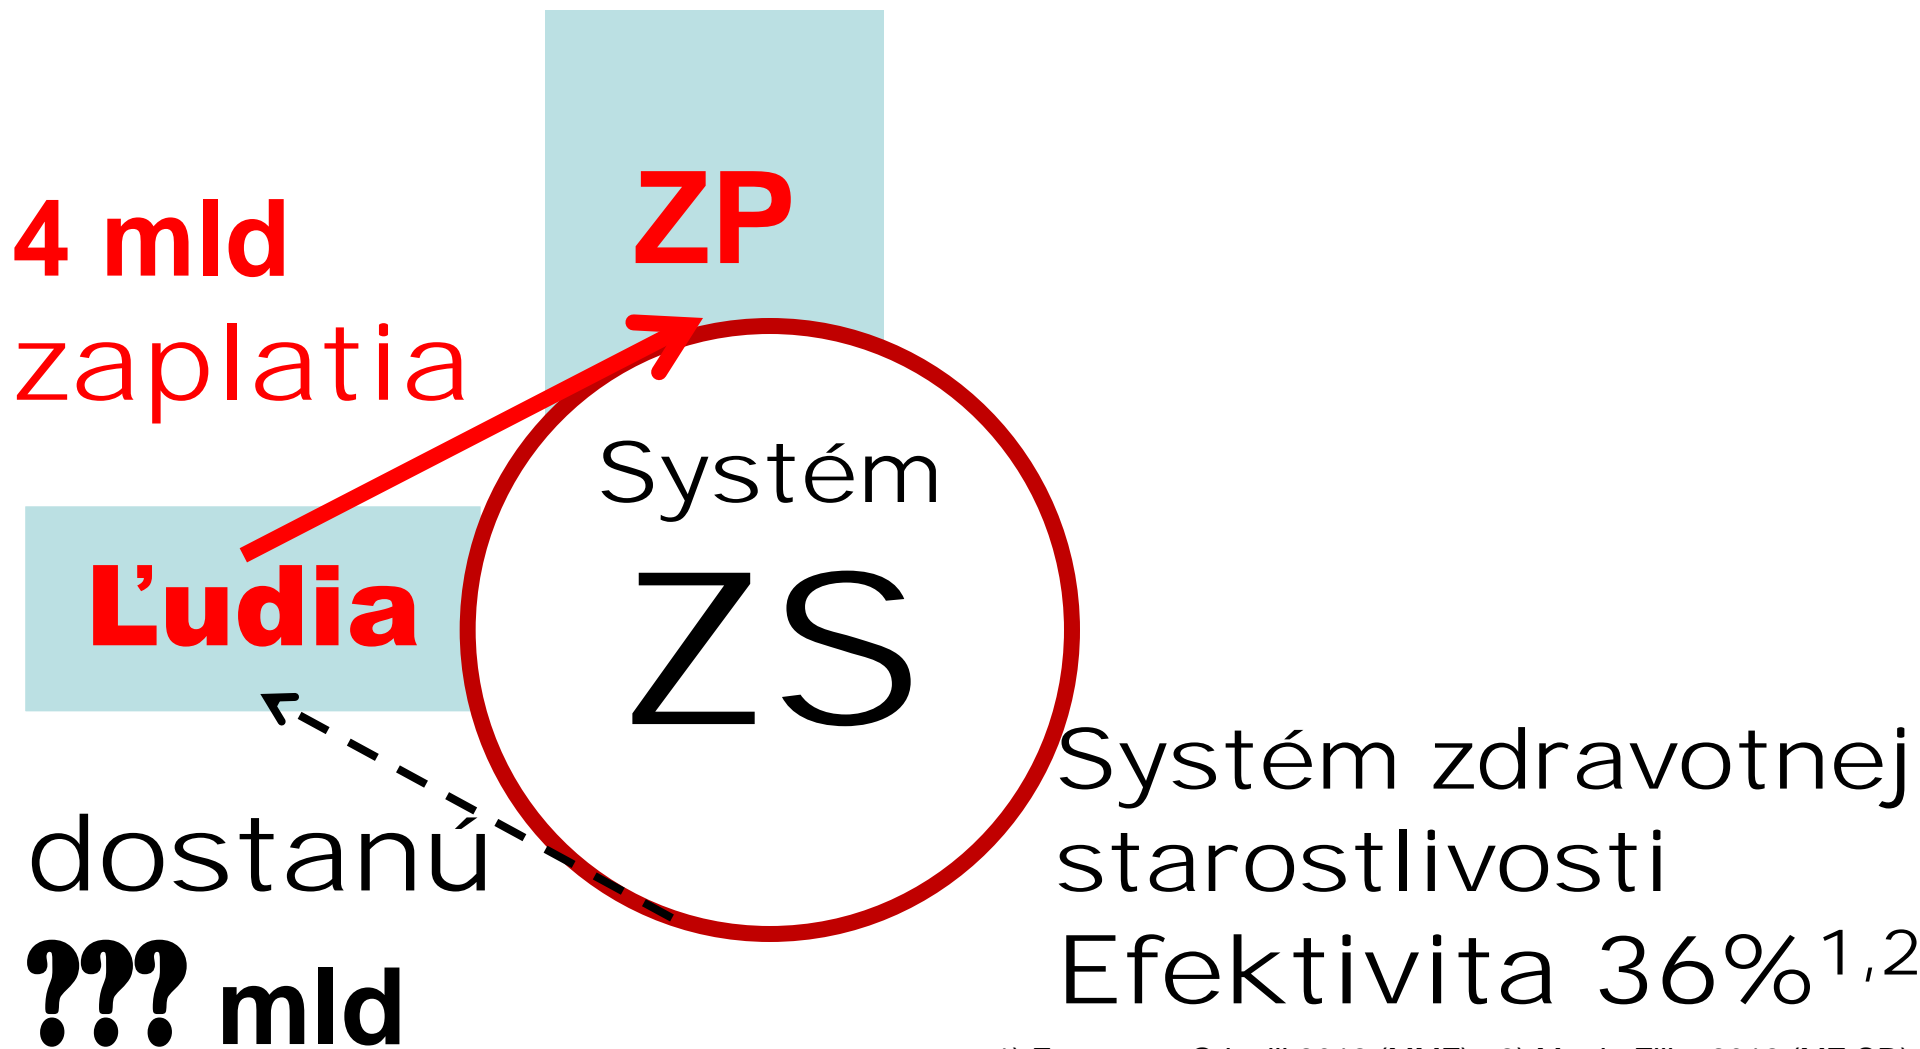 ZP
4 mld
zaplatia
Systém
ZS
Ľudia
dostanú
??? mld
Systém zdravotnej
starostlivosti
Efektivita 36%1,2